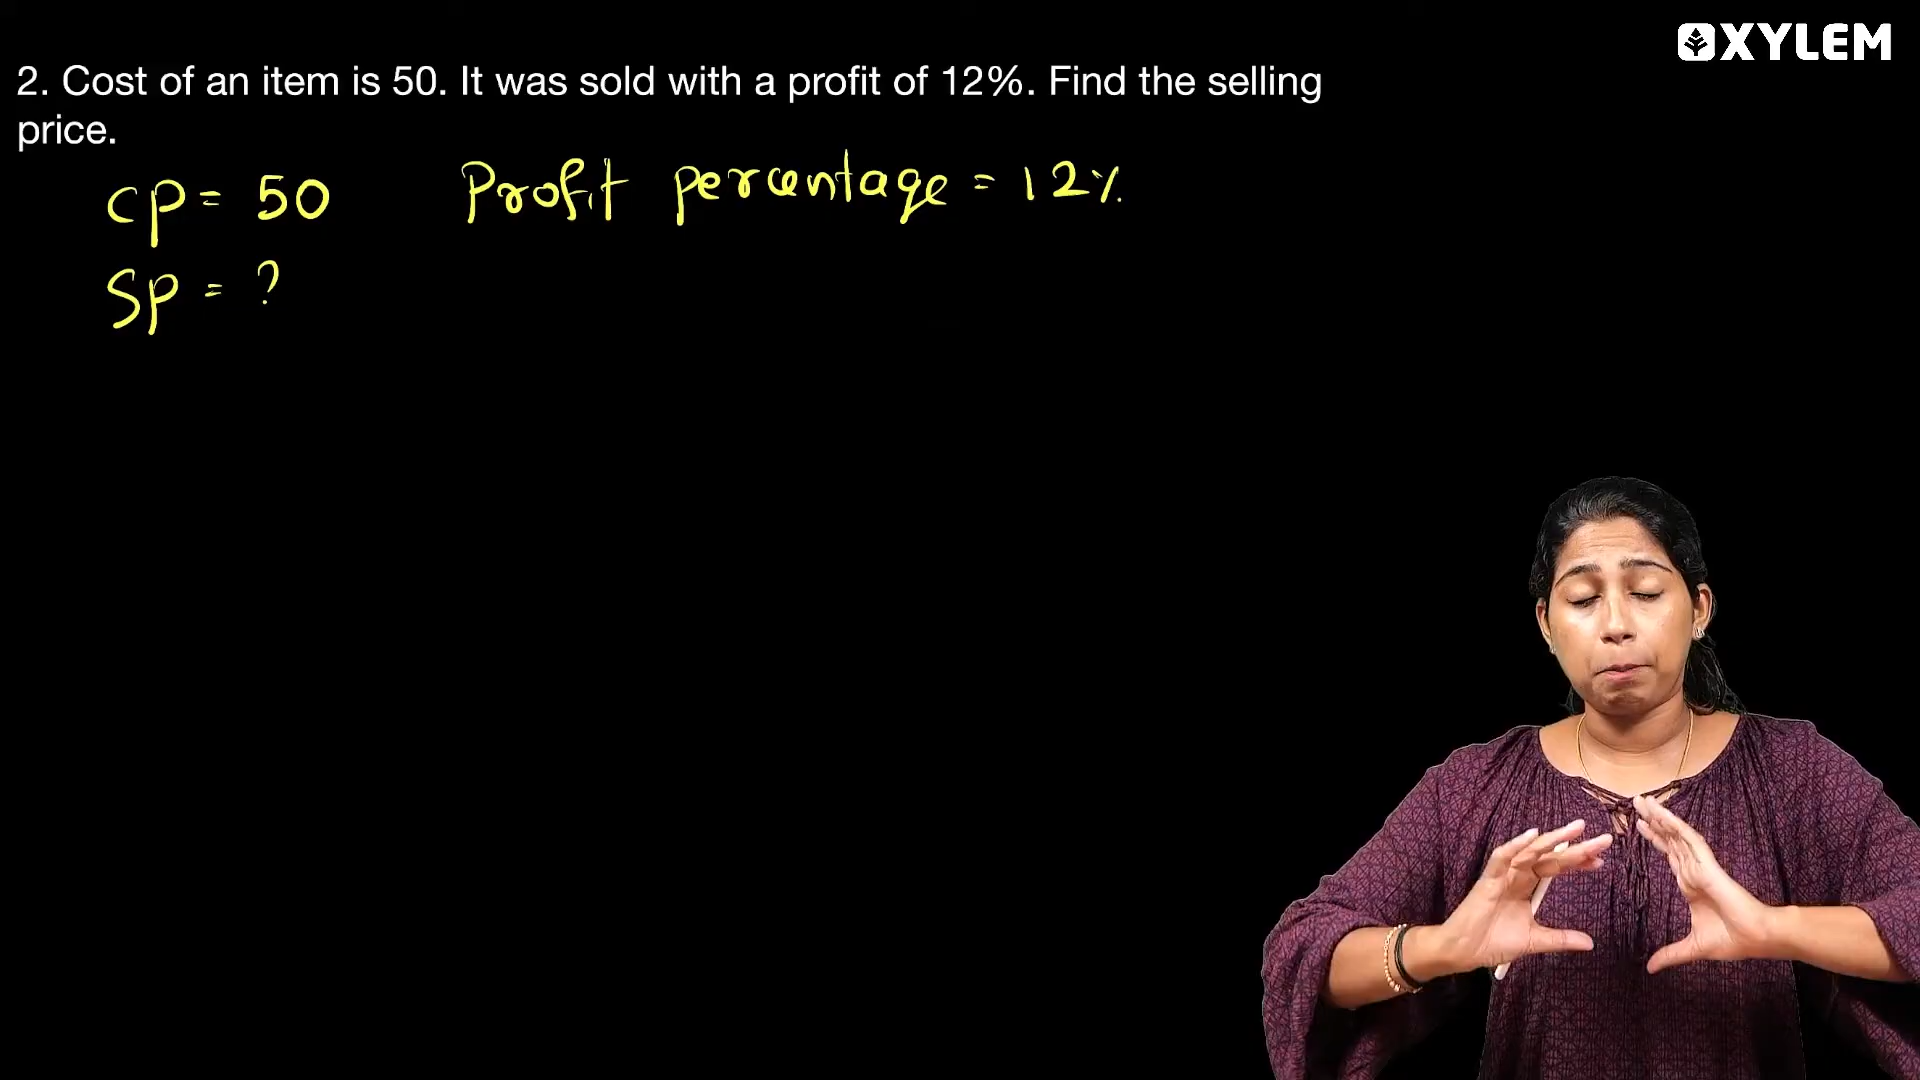 XYLEM
2. Cost of an item is 50. It was sold with a profit of 12%. Find the selling
price.
CP = 50 Profit percentage = 12%
SP = ?